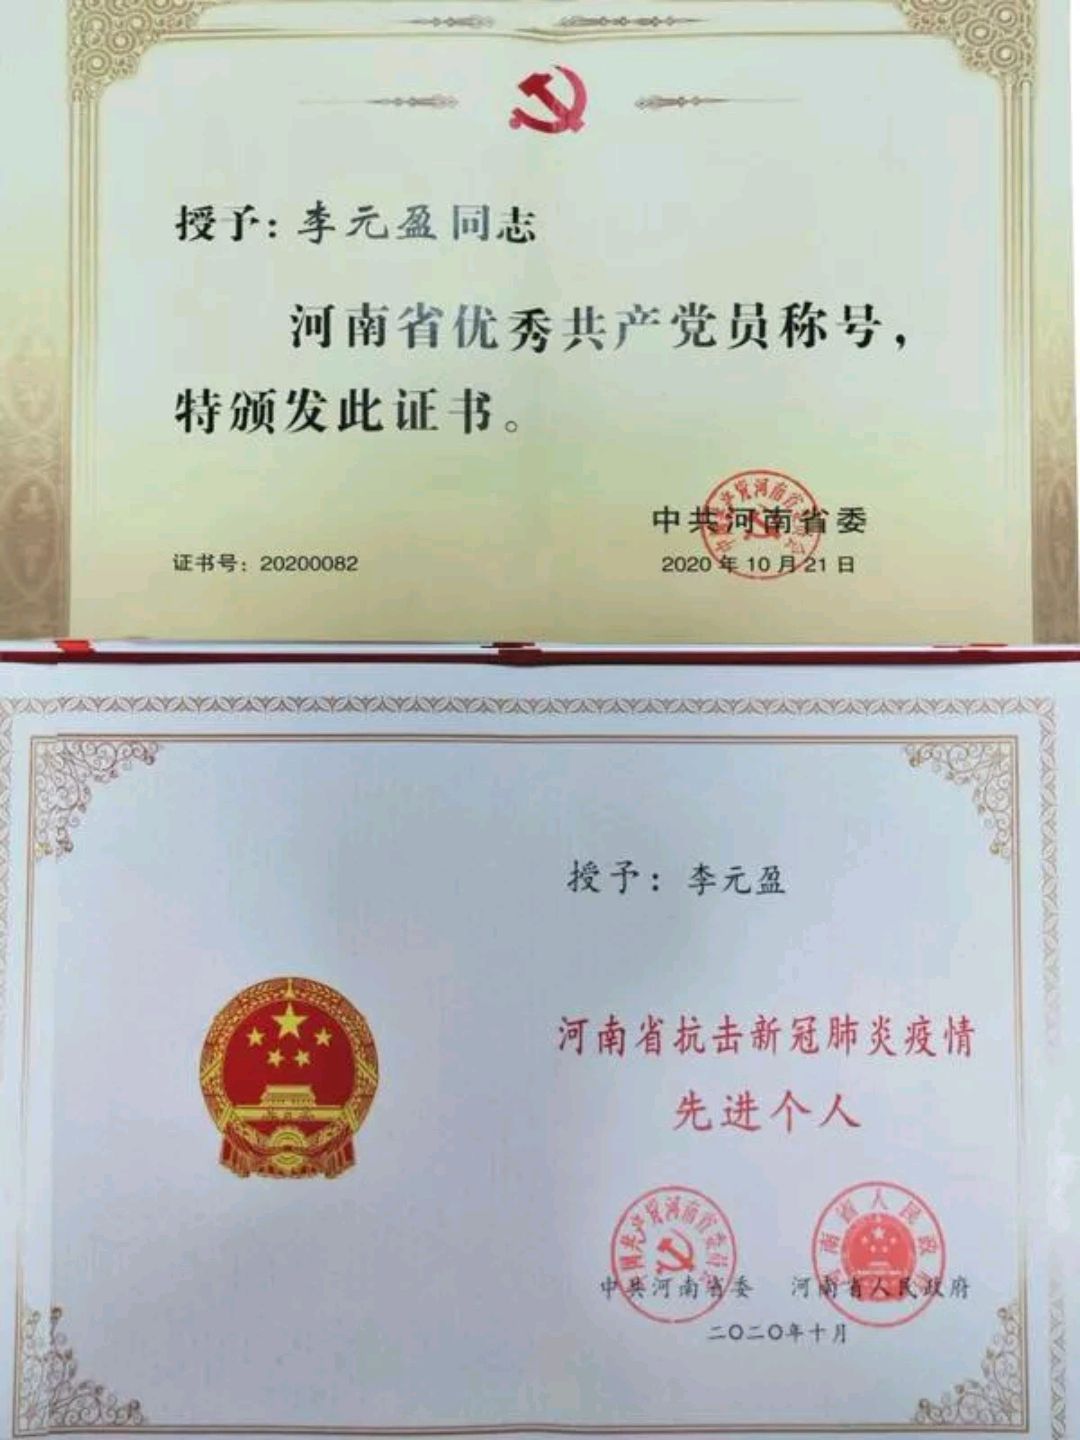 授予：李元盈同志
河南省优秀共产党员称号，
特颁发此证书。
中共河南省委
证书号：20200082
2020年10月21日
授予：李元盈
河南省抗击新冠肺炎疫情
先进个人
中共河南省委 河南省人民政府
二〇二〇年十月